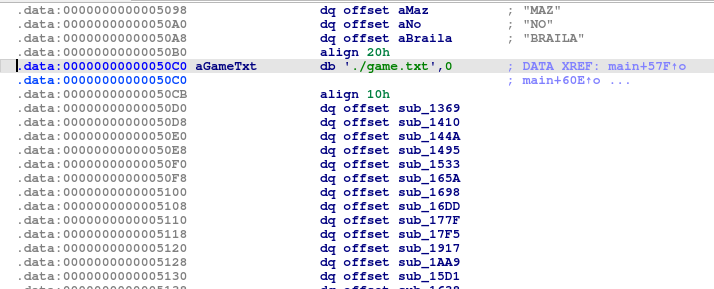 .data:0000000000005098 dq offset aMaz ; "MAZ"
.data:00000000000050A0 dq offset aNo ; "NO"
.data:00000000000050A8 dq offset aBraila ; "BRAILA"
.data:00000000000050B0 align 20h
.data:00000000000050C0 aGameTxt db './game.txt',0 ; DATA XREF: main+57F↑o
.data:00000000000050C0 ; main+60E↑o ...
.data:00000000000050CB align 10h
.data:00000000000050D0 dq offset sub_1369
.data:00000000000050D8 dq offset sub_1410
.data:00000000000050E0 dq offset sub_144A
.data:00000000000050E8 dq offset sub_1495
.data:00000000000050F0 dq offset sub_1533
.data:00000000000050F8 dq offset sub_165A
.data:0000000000005100 dq offset sub_1698
.data:0000000000005108 dq offset sub_16DD
.data:0000000000005110 dq offset sub_177F
.data:0000000000005118 dq offset sub_17F5
.data:0000000000005120 dq offset sub_1917
.data:0000000000005128 dq offset sub_1AA9
.data:0000000000005130 dq offset sub_15D1